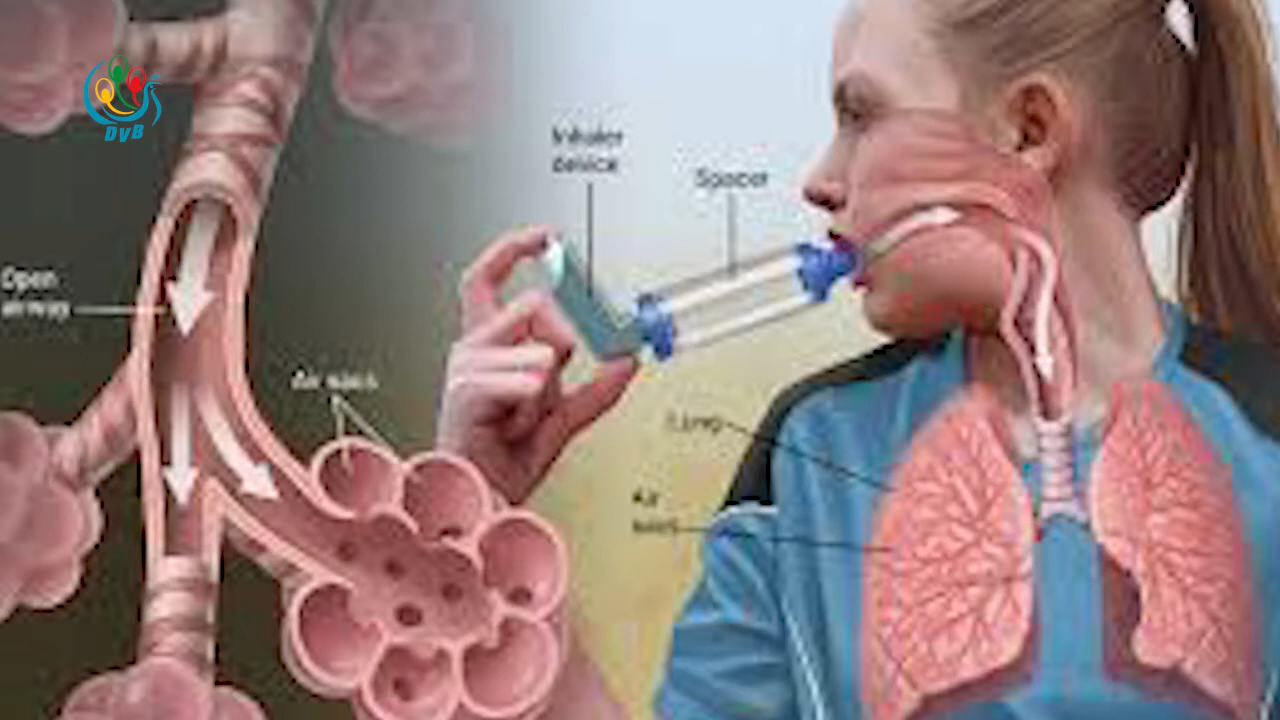 DVB
Inhaler
device
Spacer
Open
airway
Air sacs
Lung
Air
sacs